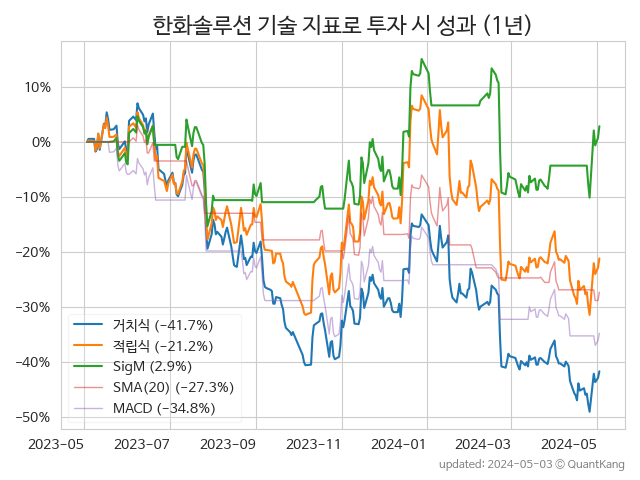 한화솔루션 기술 지표로 투자 시 성과 (1년)
10%
0%
−10%
−20%
−30%
−40%
−50%
거치식 (−41.7%)
적립식 (−21.2%)
SigM (2.9%)
SMA(20) (−27.3%)
MACD (−34.8%)
2023-05
2023-07
2023-09
2023-11
2024-01
2024-03
2024-05
updated: 2024-05-03 © QuantKang